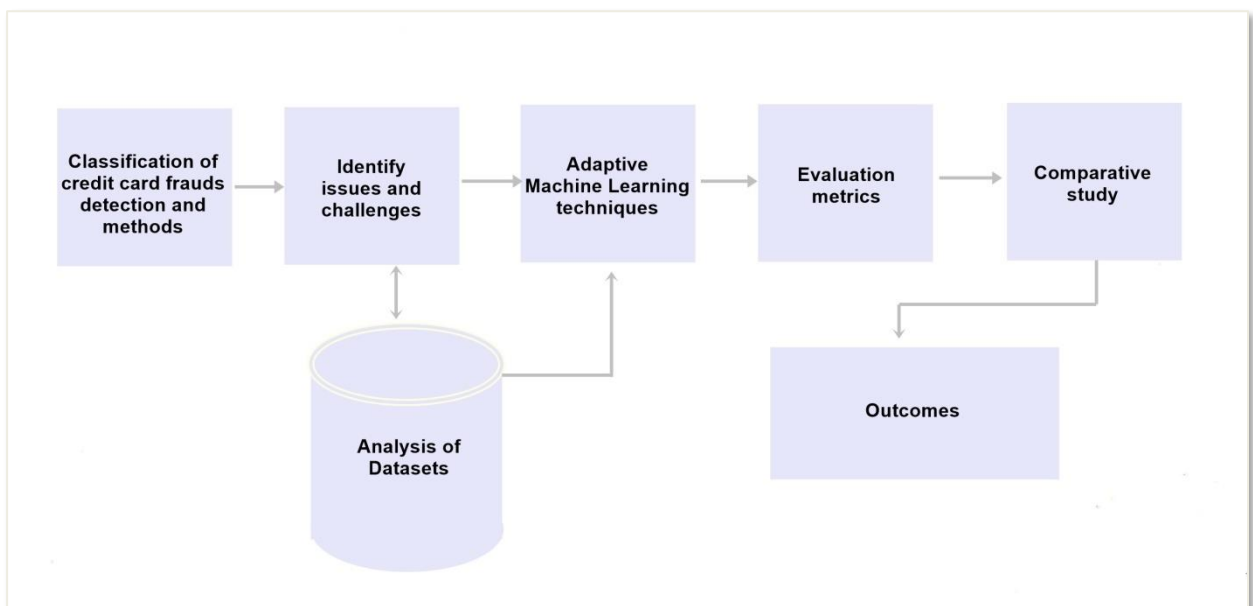 Classification of
credit card frauds
detection and
methods
Identify
issues and
challenges
Adaptive
Machine Learning
techniques
Evaluation
metrics
Comparative
study
Analysis of
Datasets
Outcomes